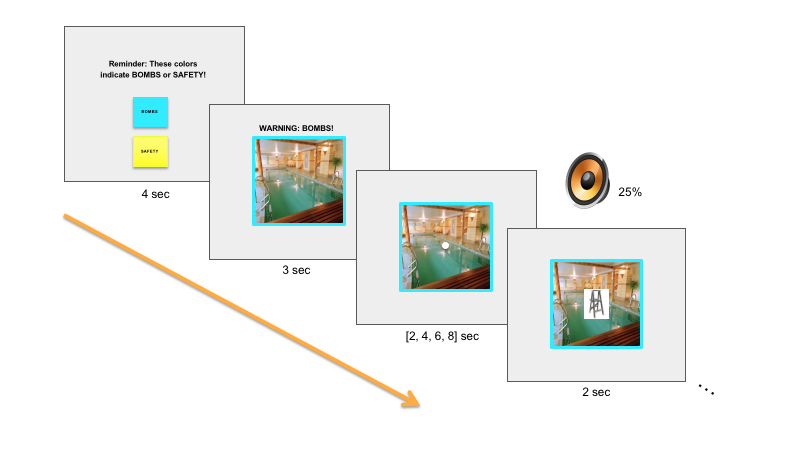 Reminder: These colors
indicate BOMBS or SAFETY!
BOMBS
SAFETY
4 sec
WARNING: BOMBS!
3 sec
[2, 4, 6, 8] sec
25%
2 sec